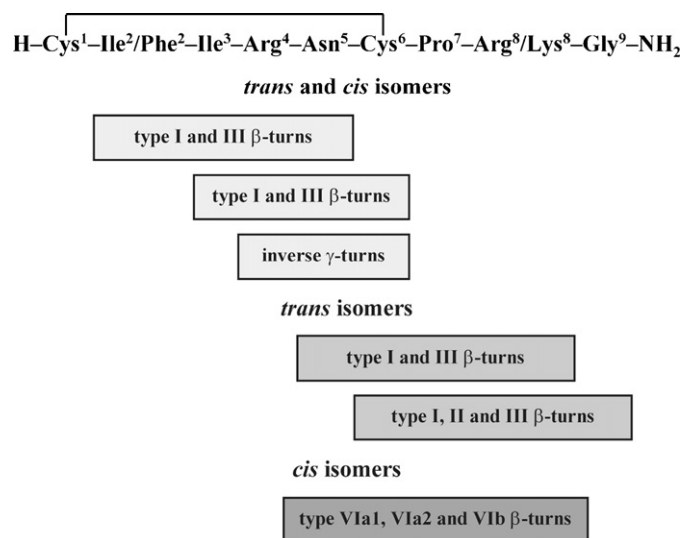 H–Cys¹–Ile²/Phe²–Ile³–Arg⁴–Asn⁵–Cys⁶–Pro⁷–Arg⁸/Lys⁸–Gly⁹–NH₂
trans and cis isomers
type I and III β-turns
type I and III β-turns
inverse γ-turns
trans isomers
type I and III β-turns
type I, II and III β-turns
cis isomers
type VIa1, VIa2 and VIb β-turns